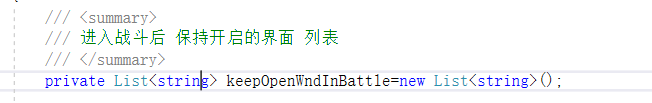 /// <summary>
/// 进入战斗后 保持开启的界面 列表
/// </summary>
private List<string> keepOpenWndInBattle=new List<string>();